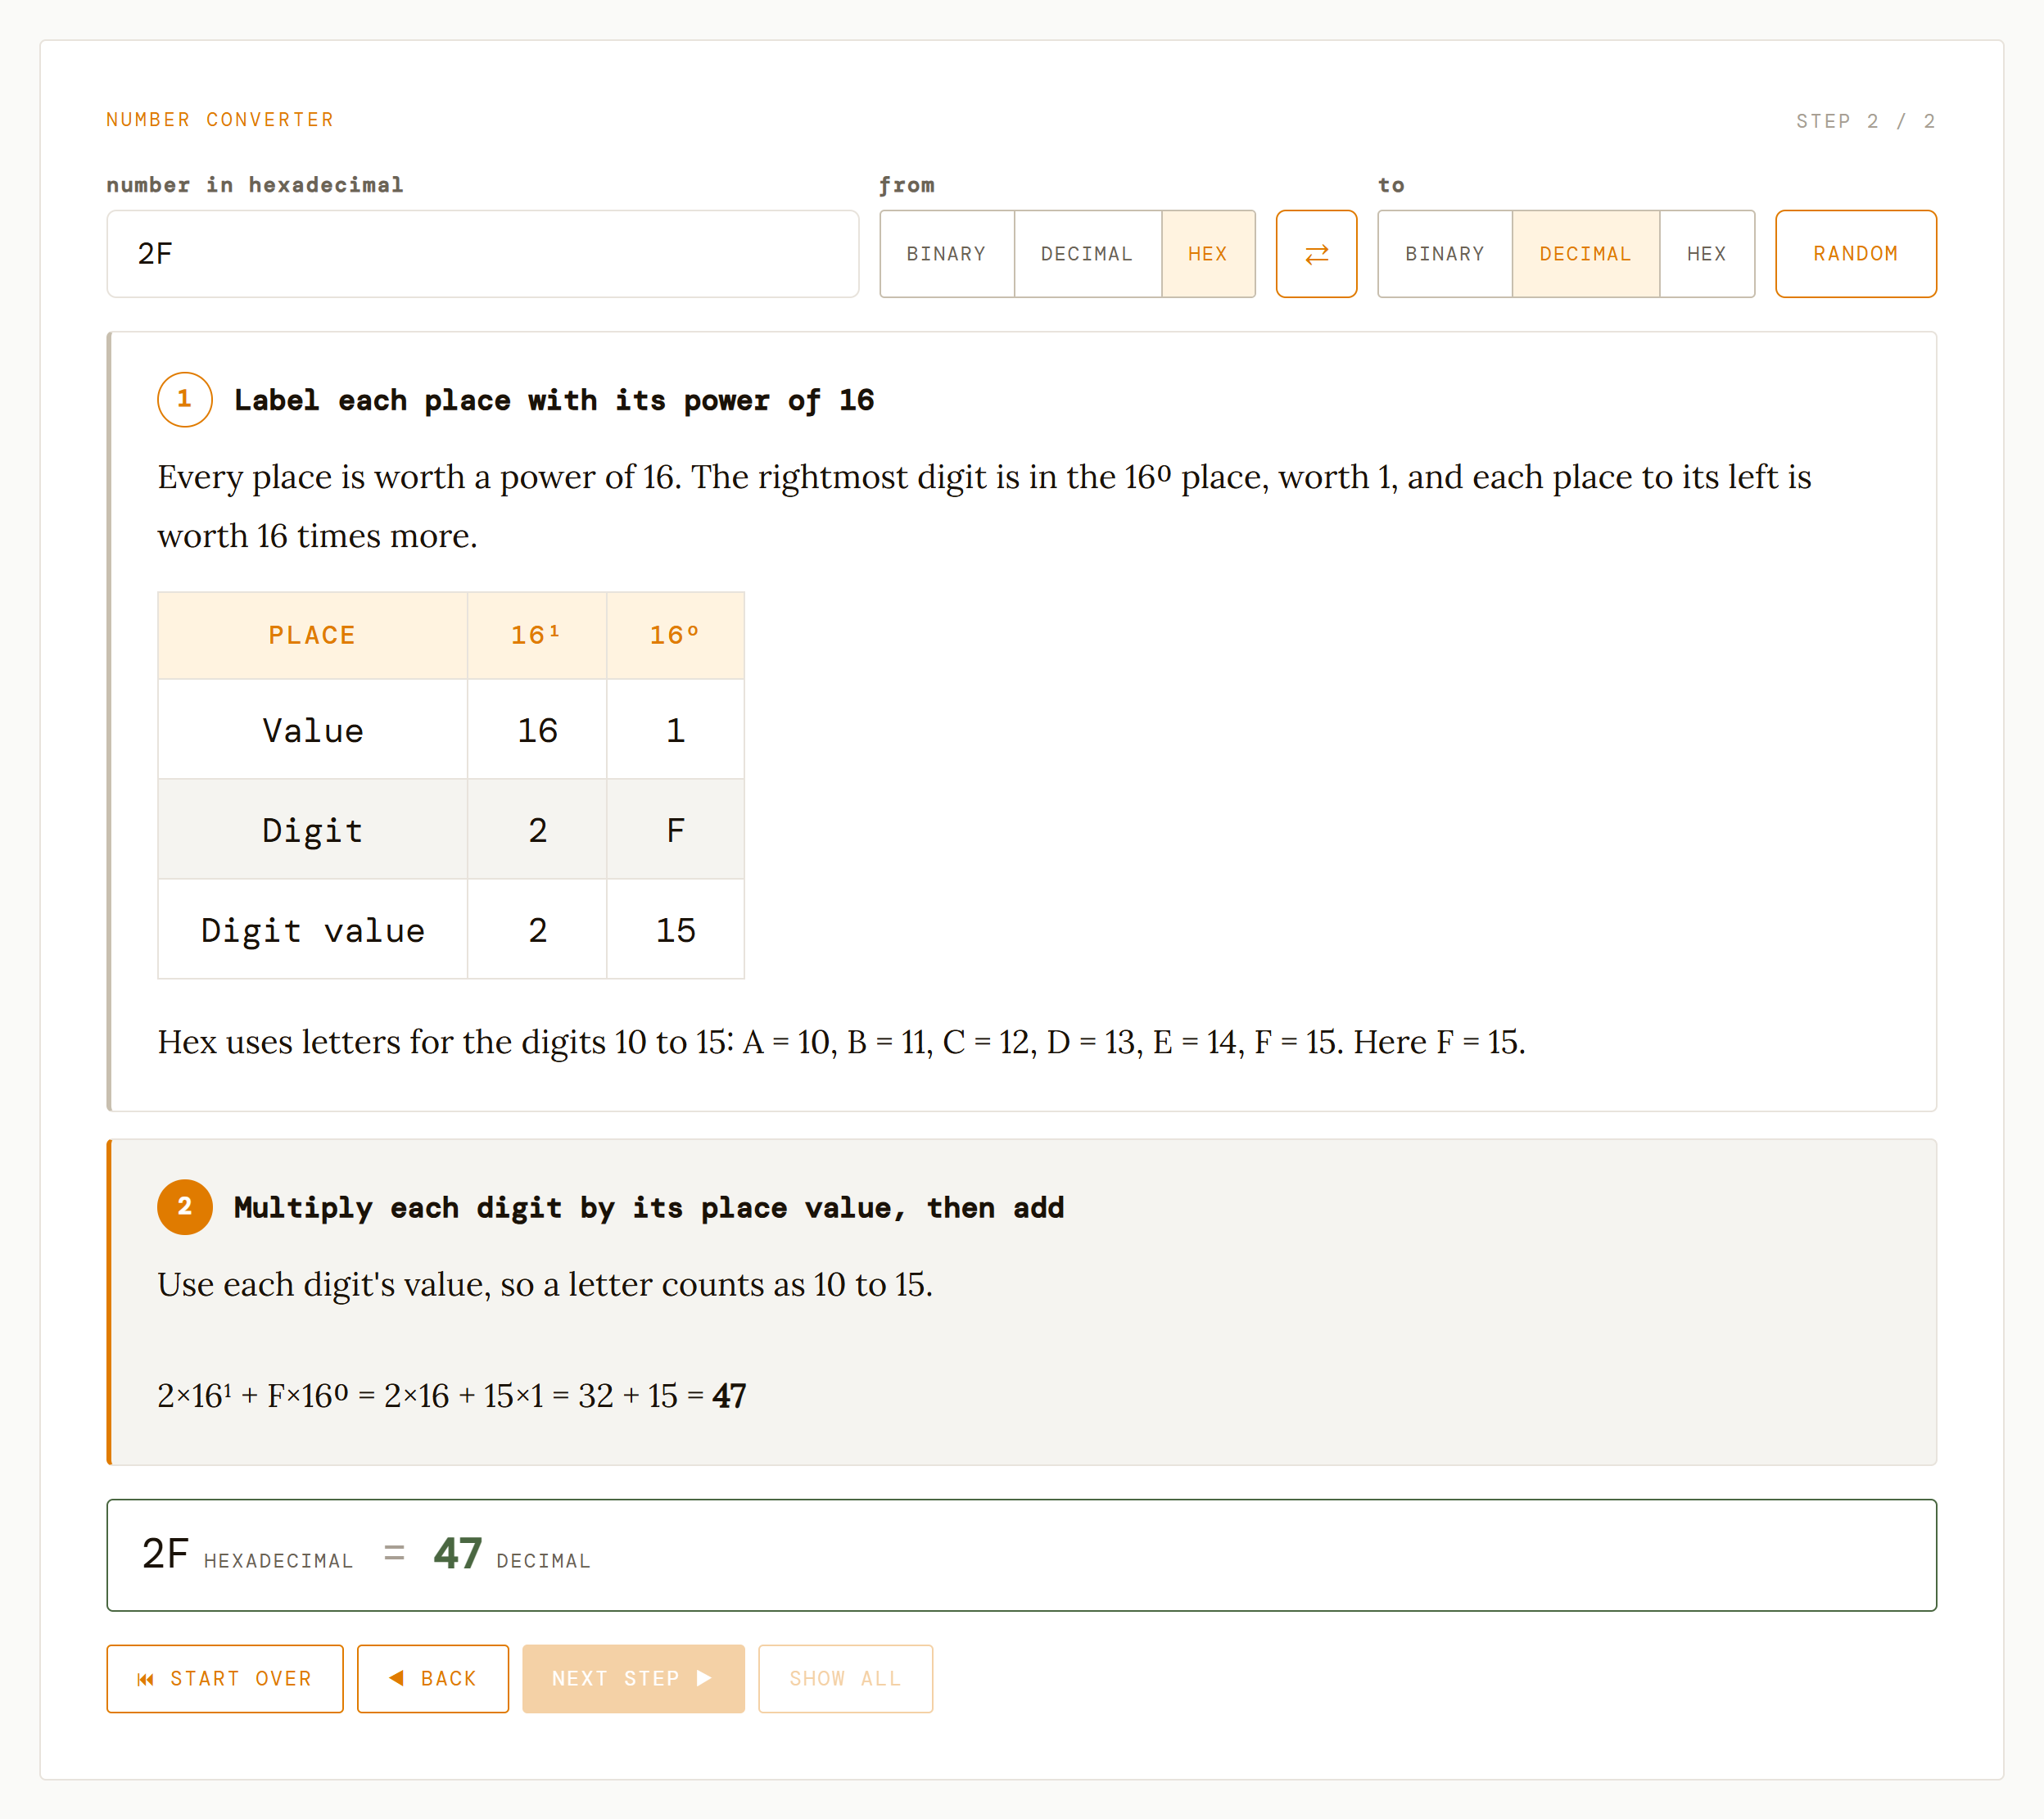 NUMBER CONVERTER
STEP 2 / 2
number in hexadecimal
from
to
2F
BINARY DECIMAL HEX
⇄
BINARY DECIMAL HEX
RANDOM
1 Label each place with its power of 16
Every place is worth a power of 16. The rightmost digit is in the 16⁰ place, worth 1, and each place to its left is
worth 16 times more.
PLACE 16¹ 16⁰
Value 16 1
Digit 2 F
Digit value 2 15
Hex uses letters for the digits 10 to 15: A = 10, B = 11, C = 12, D = 13, E = 14, F = 15. Here F = 15.
2 Multiply each digit by its place value, then add
Use each digit's value, so a letter counts as 10 to 15.
2×16¹ + F×16⁰ = 2×16 + 15×1 = 32 + 15 = 47
2F HEXADECIMAL = 47 DECIMAL
⏮ START OVER
◀ BACK
NEXT STEP ▶
SHOW ALL